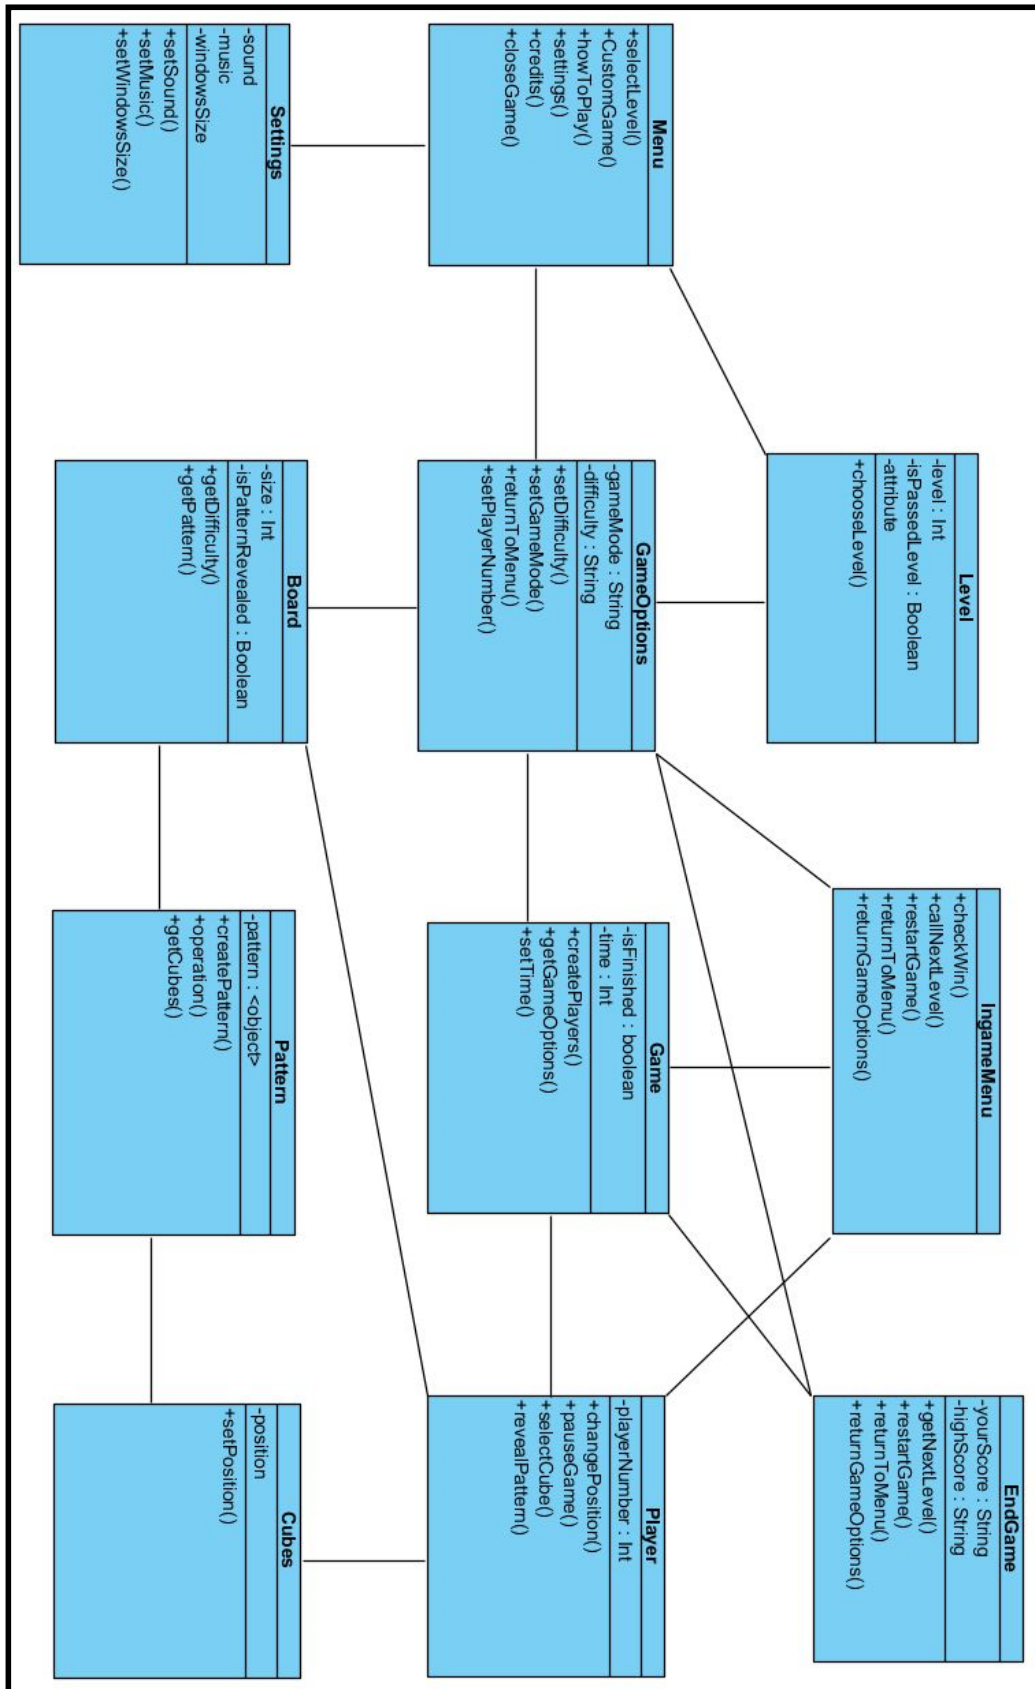 Level
-level : Int
-isPassedLevel : Boolean
-attribute
+chooseLevel()
IngameMenu
+checkWin()
+callNextLevel()
+restartGame()
+returnToMenu()
+returnGameOptions()
EndGame
-yourScore : String
-highScore : String
+getNextLevel()
+restartGame()
+returnToMenu()
+returnGameOptions()
Menu
+selectLevel()
+CustomGame()
+howToPlay()
+settings()
+credits()
+closeGame()
GameOptions
-gameMode : String
-difficulty : String
+setDifficulty()
+setGameMode()
+returnToMenu()
+setPlayerNumber()
Game
-isFinished : boolean
-time : Int
+createPlayers()
+getGameOptions()
+setTime()
Player
-playerNumber : Int
+changePosition()
+pauseGame()
+selectCube()
+revealPattern()
Settings
-sound
-music
-windowsSize
+setSound()
+setMusic()
+setWindowsSize()
Board
-size : Int
-isPatternRevealed : Boolean
+getDifficulty()
+getPattern()
Pattern
-pattern : <object>
+createPattern()
+operation()
+getCubes()
Cubes
-position
+setPosition()